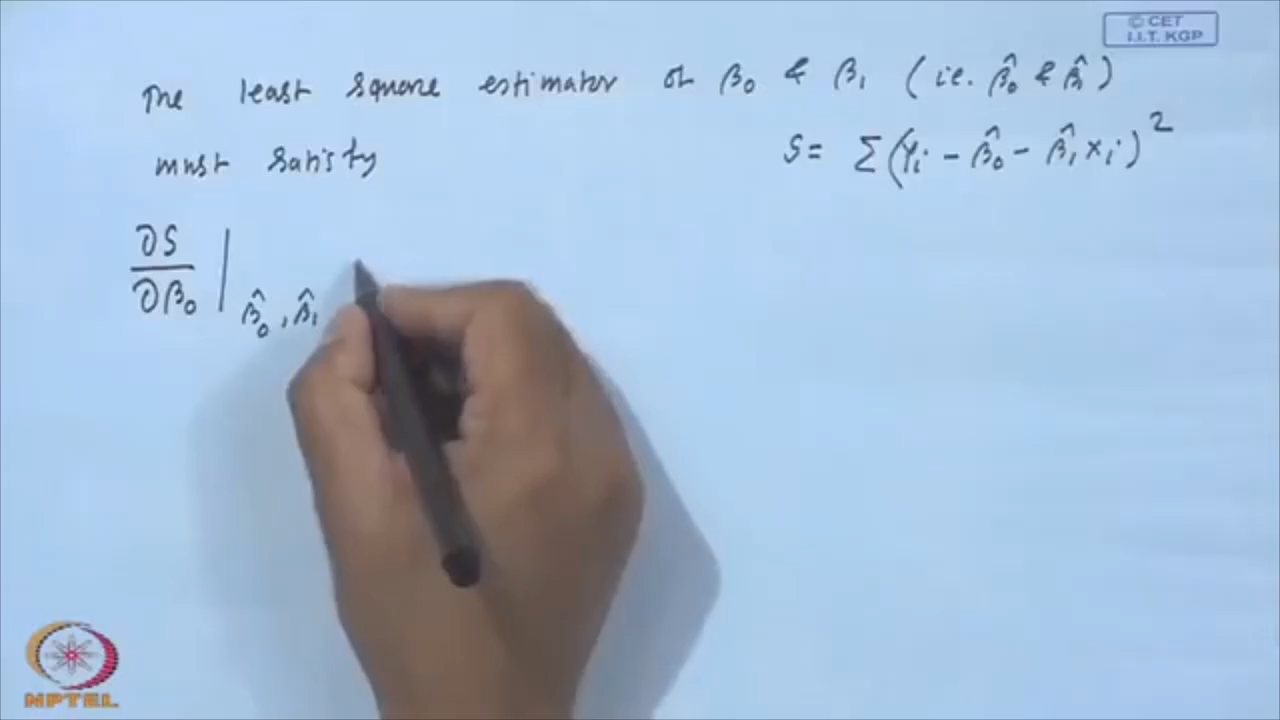 © CET
I.I.T. KGP
The least square estimator of β₀ & β₁ (i.e. β̂₀ & β̂₁)
must satisfy
S = Σ(Yᵢ - β̂₀ - β̂₁xᵢ)²
∂S/∂β₀ | β̂₀, β̂₁
NPTEL